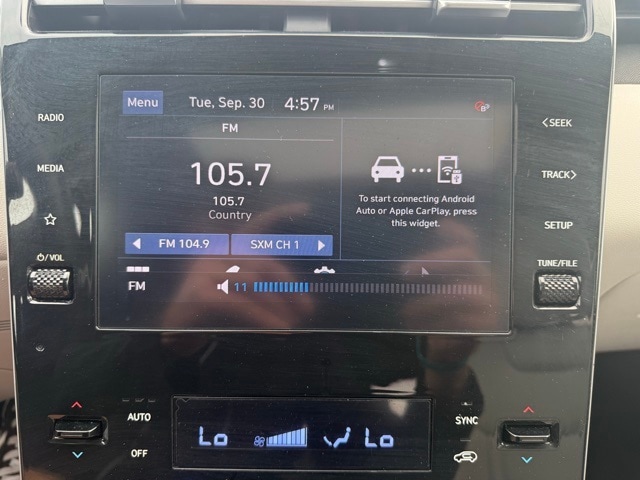 RADIO
MEDIA
VOL
Menu Tue, Sep. 30 4:57 PM
FM
105.7
105.7
Country
FM 104.9 SXM CH 1
To start connecting Android
Auto or Apple CarPlay, press
this widget.
FM 11
<SEEK
TRACK>
SETUP
TUNE/FILE
AUTO
OFF
Lo Lo
SYNC